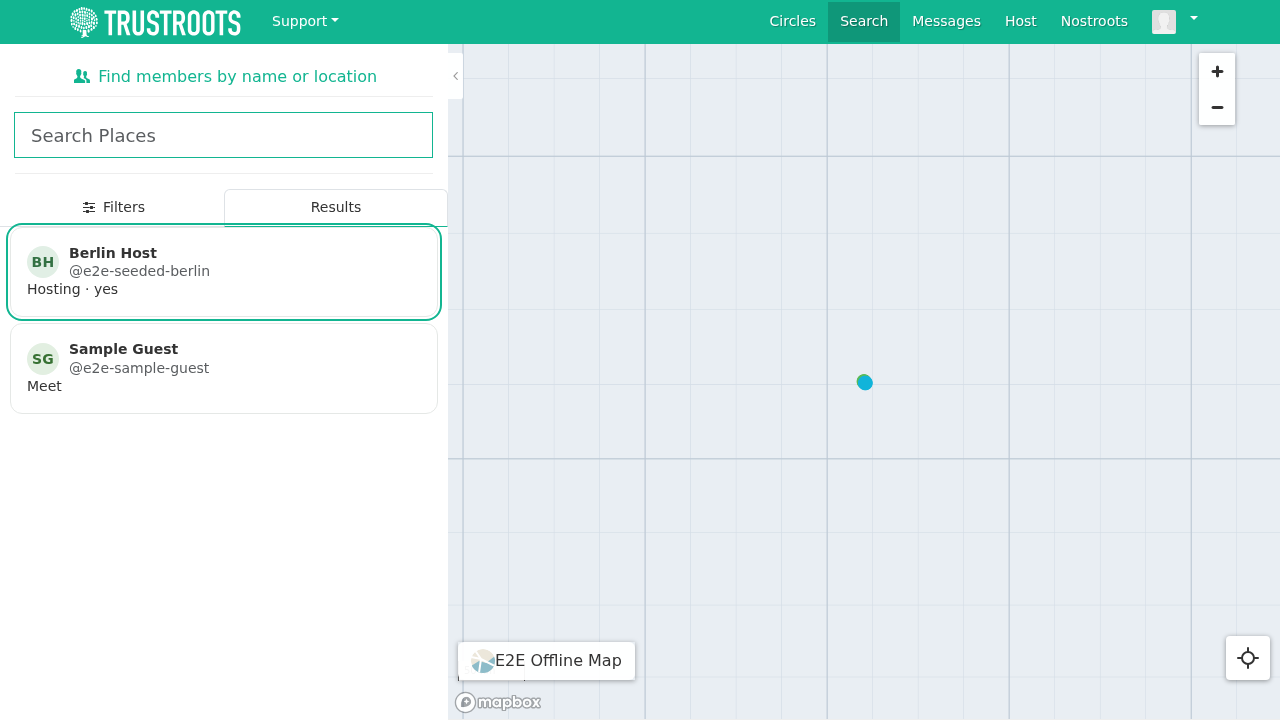 TRUSTROOTS
Support
Circles
Search
Messages
Host
Nostroots
Find members by name or location
Search Places
Filters
Results
BH
Berlin Host
@e2e-seeded-berlin
Hosting · yes
SG
Sample Guest
@e2e-sample-guest
Meet
E2E Offline Map
mapbox